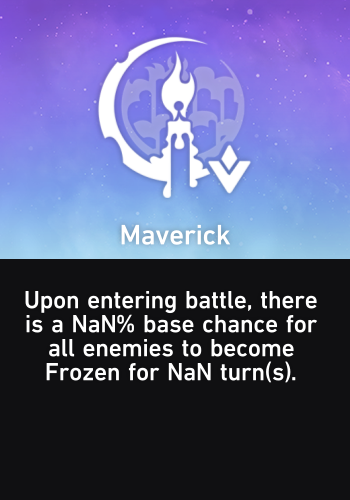 Maverick
Upon entering battle, there
is a NaN% base chance for
all enemies to become
Frozen for NaN turn(s).